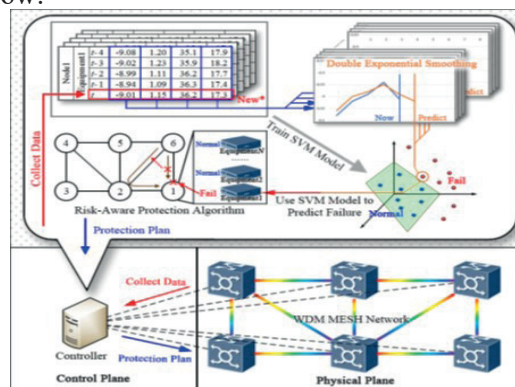 ow:
Node1
Equipment1
t-4 -9.08 1.20 35.1 17.9
t-3 -9.02 1.23 35.9 18.2
t-2 -8.99 1.11 36.2 17.7
t-1 -8.94 1.09 36.3 17.4
t -9.01 1.15 36.2 17.3
New*
Double Exponential Smoothing
Now Predict
Collect Data
Train SVM Model
4 5 6
3 2 1
Normal EquipmentN
Normal Equipment2
Fail Equipment1
Risk-Aware Protection Algorithm
Use SVM Model to
Predict Failure
Fail
Normal
Protection Plan
Collect Data
WDM MESH Network
Controller
Protection Plan
Control Plane
Physical Plane